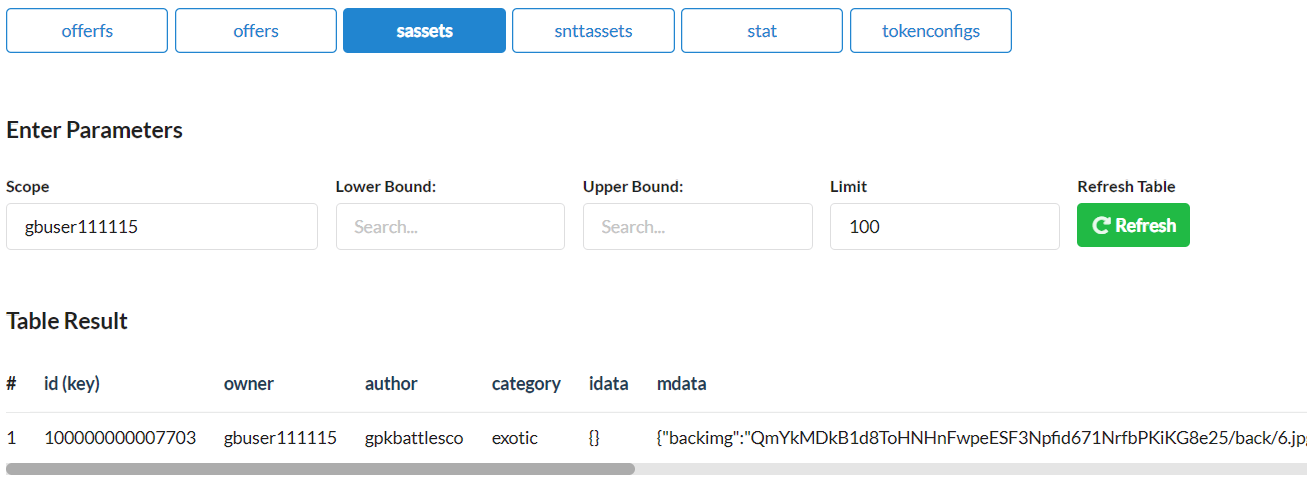 offerfs offers sassets snttassets stat tokenconfigs
Enter Parameters
Scope Lower Bound: Upper Bound: Limit Refresh Table
gbuser111115 Search... Search... 100 Refresh
Table Result
# id (key) owner author category idata mdata
1 100000000007703 gbuser111115 gpkbattlesco exotic {} {"backimg":"QmYkMDkB1d8ToHNHnFwpeESF3Npfid671NrfbPKiKG8e25/back/6.jpg